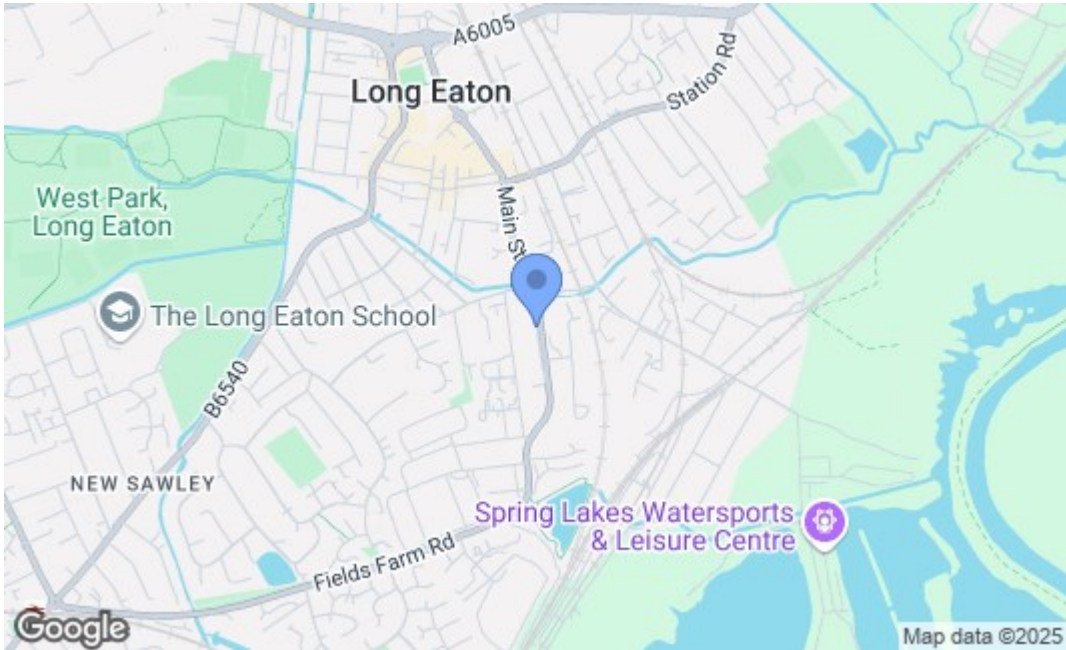 A6005
Long Eaton
Station Rd
West Park,
Long Eaton
Main St
The Long Eaton School
B6540
NEW SAWLEY
Spring Lakes Watersports
& Leisure Centre
Fields Farm Rd
Google
Map data ©2025